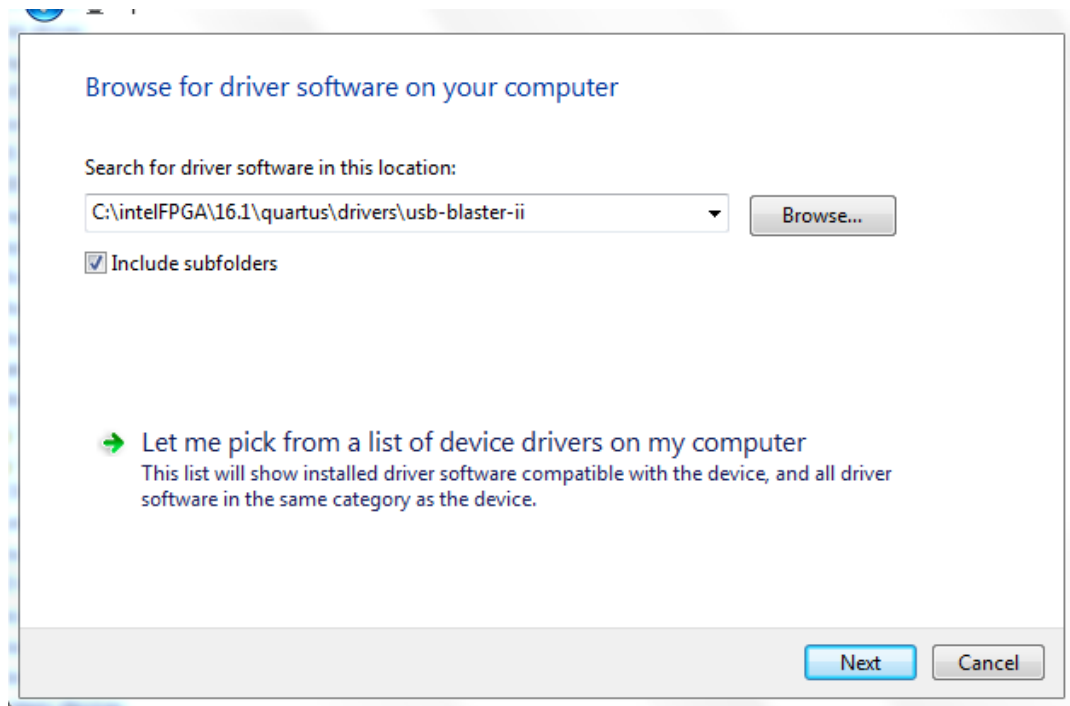 Browse for driver software on your computer
Search for driver software in this location:
C:\intelFPGA\16.1\quartus\drivers\usb-blaster-ii
Browse...
Include subfolders
Let me pick from a list of device drivers on my computer
This list will show installed driver software compatible with the device, and all driver
software in the same category as the device.
Next
Cancel